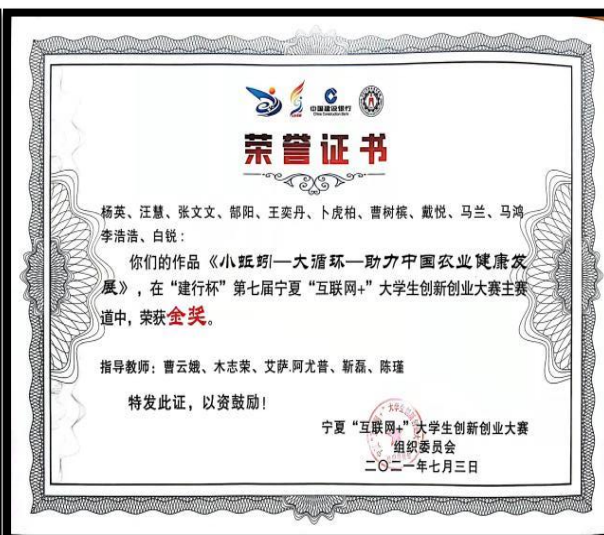 中国建设银行
China Construction Bank
荣誉证书
杨英、汪慧、张文文、郜阳、王奕丹、卜虎柏、曹树槟、戴悦、马兰、马鸿
李浩浩、白锐：
你们的作品《小蚯蚓—大循环—助力中国农业健康发
展》，在“建行杯”第七届宁夏“互联网+”大学生创新创业大赛主赛
道中，荣获金奖。
指导教师：曹云娥、木志荣、艾萨.阿尤普、靳磊、陈瑾
特发此证，以资鼓励！
宁夏“互联网+”大学生创新创业大赛
组织委员会
二〇二一年七月三日